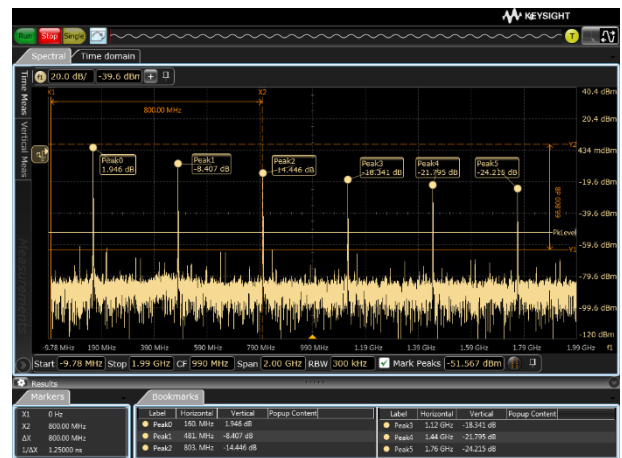 KEYSIGHT
Run Stop Single T
Spectral Time domain
f1 20.0 dB/ -39.6 dBm
Time Meas
Vertical Meas
Measurements
X1 X2
800.00 MHz
40.4 dBm
20.4 dBm
Y2 434 mdBm
-19.6 dBm
-39.6 dBm
PkLevel
-59.6 dBm
Y1
-79.6 dBm
-99.6 dBm
-120 dBm
Peak0
1.946 dB
Peak1
-8.407 dB
Peak2
-14.446 dB
Peak3
-18.341 dB
Peak4
-21.795 dB
Peak5
-24.216 dB
-9.78 MHz 190 MHz 390 MHz 590 MHz 790 MHz 990 MHz 1.19 GHz 1.39 GHz 1.59 GHz 1.79 GHz 1.99 GHz f1
Start -9.78 MHz Stop 1.99 GHz CF 990 MHz Span 2.00 GHz RBW 300 kHz Mark Peaks -51.567 dBm
Results
Markers Bookmarks
X1 0 Hz
X2 800.00 MHz
ΔX 800.00 MHz
1/ΔX 1.25000 ns
Label Horizontal Vertical Popup Content
Peak0 160. MHz 1.946 dB
Peak1 481. MHz -8.407 dB
Peak2 803. MHz -14.446 dB
Label Horizontal Vertical Popup Content
Peak3 1.12 GHz -18.341 dB
Peak4 1.44 GHz -21.795 dB
Peak5 1.76 GHz -24.215 dB